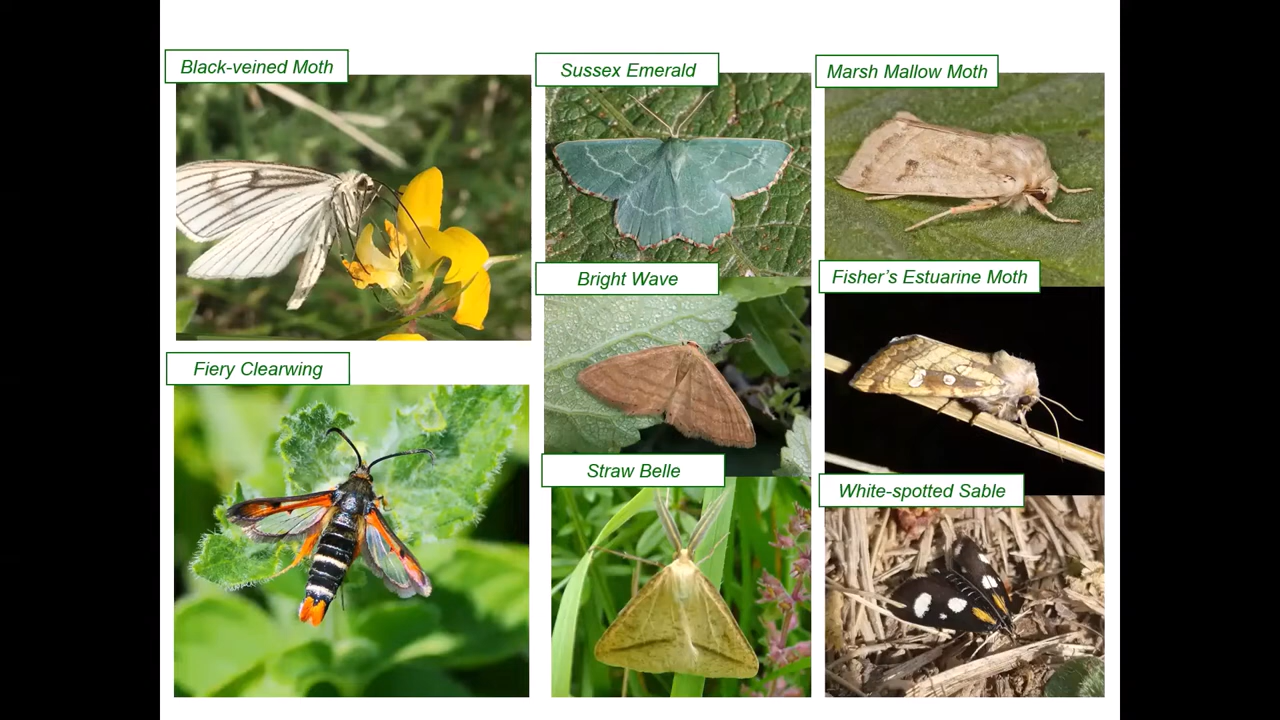 Black-veined Moth
Sussex Emerald
Marsh Mallow Moth
Bright Wave
Fisher’s Estuarine Moth
Fiery Clearwing
Straw Belle
White-spotted Sable